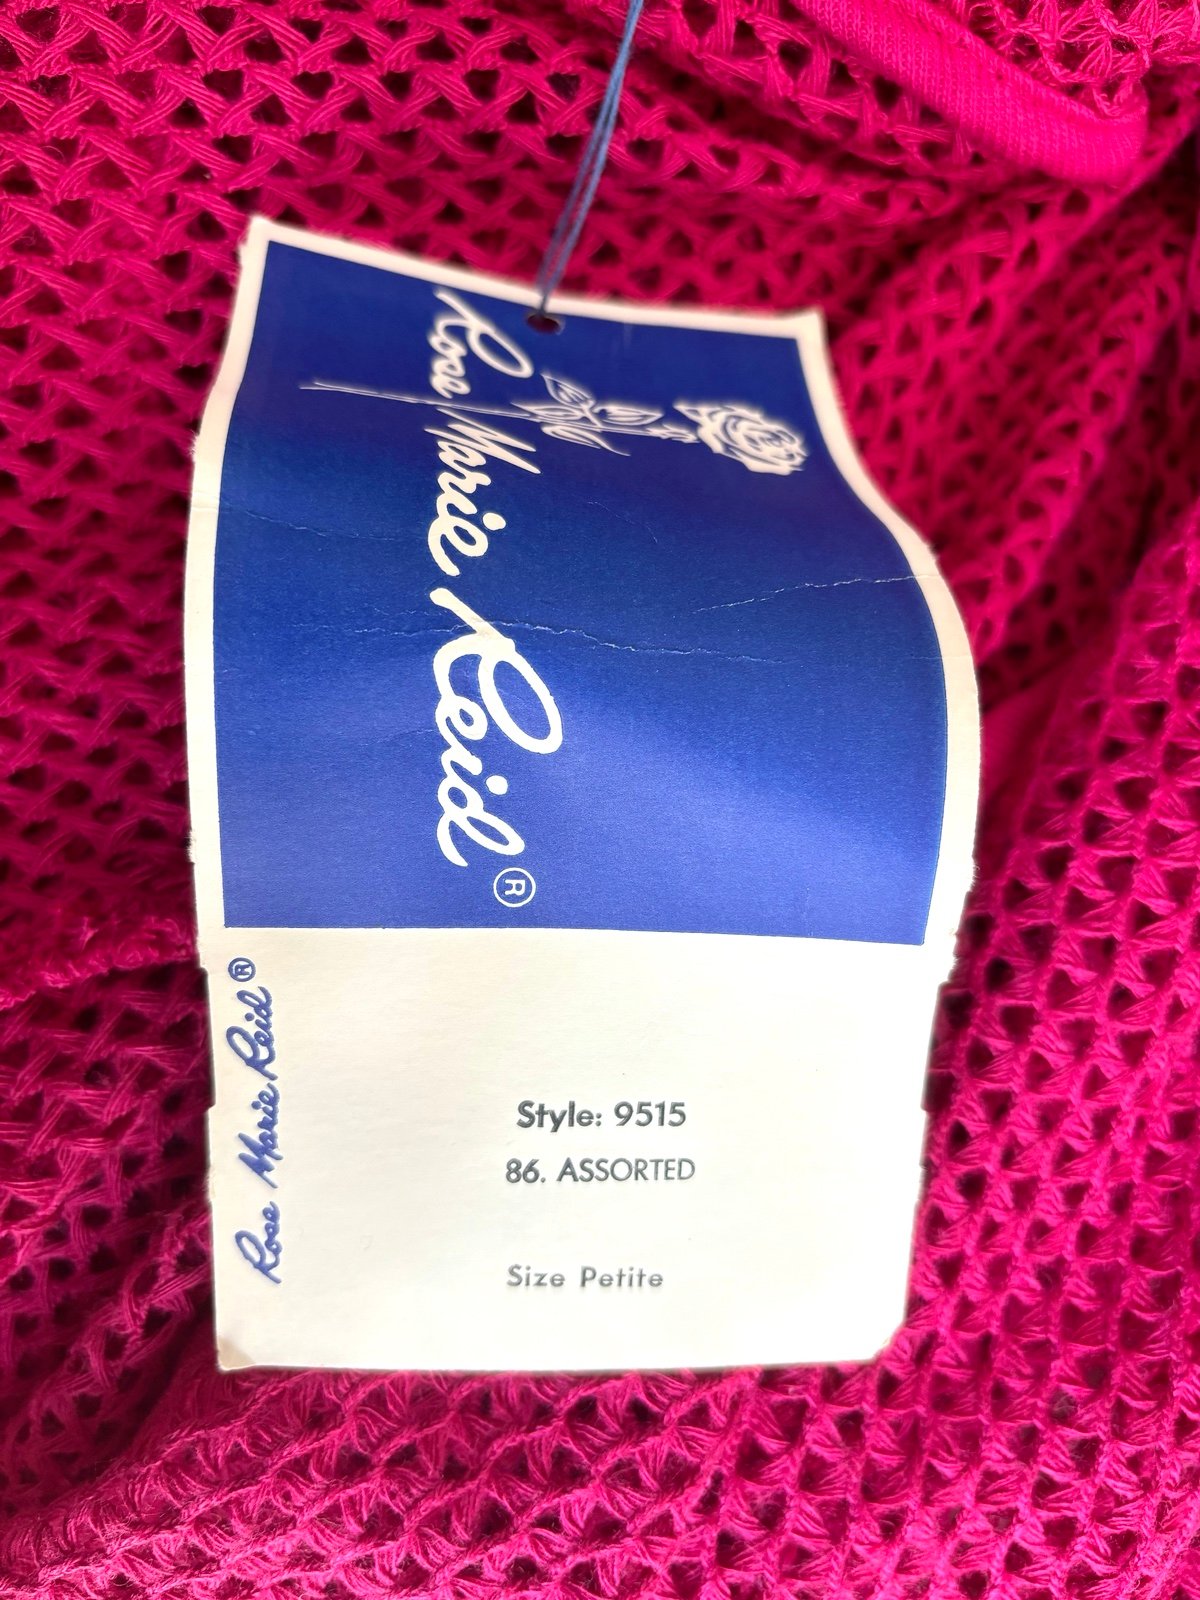 Rose Marie Reid®
Rose Marie Reid®
Style: 9515
86. ASSORTED
Size Petite